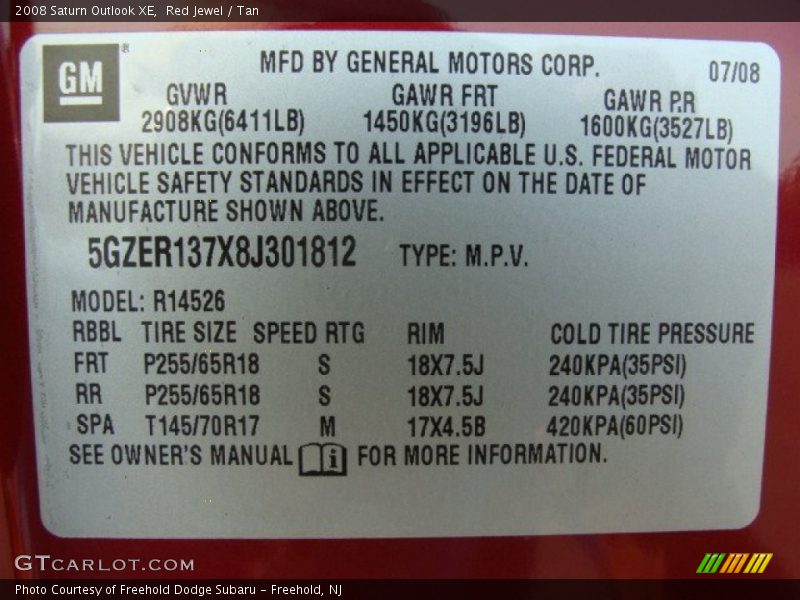 2008 Saturn Outlook XE,  Red Jewel / Tan
GM ®
MFD BY GENERAL MOTORS CORP.
07/08
GVWR GAWR FRT GAWR RR
2908KG(6411LB) 1450KG(3196LB) 1600KG(3527LB)
THIS VEHICLE CONFORMS TO ALL APPLICABLE U.S. FEDERAL MOTOR
VEHICLE SAFETY STANDARDS IN EFFECT ON THE DATE OF
MANUFACTURE SHOWN ABOVE.
5GZER137X8J301812 TYPE: M.P.V.
MODEL: R14526
RBBL TIRE SIZE SPEED RTG RIM COLD TIRE PRESSURE
FRT P255/65R18 S 18X7.5J 240KPA(35PSI)
RR P255/65R18 S 18X7.5J 240KPA(35PSI)
SPA T145/70R17 M 17X4.5B 420KPA(60PSI)
SEE OWNER'S MANUAL i FOR MORE INFORMATION.
GTCARLOT.COM
Photo Courtesy of Freehold Dodge Subaru - Freehold, NJ